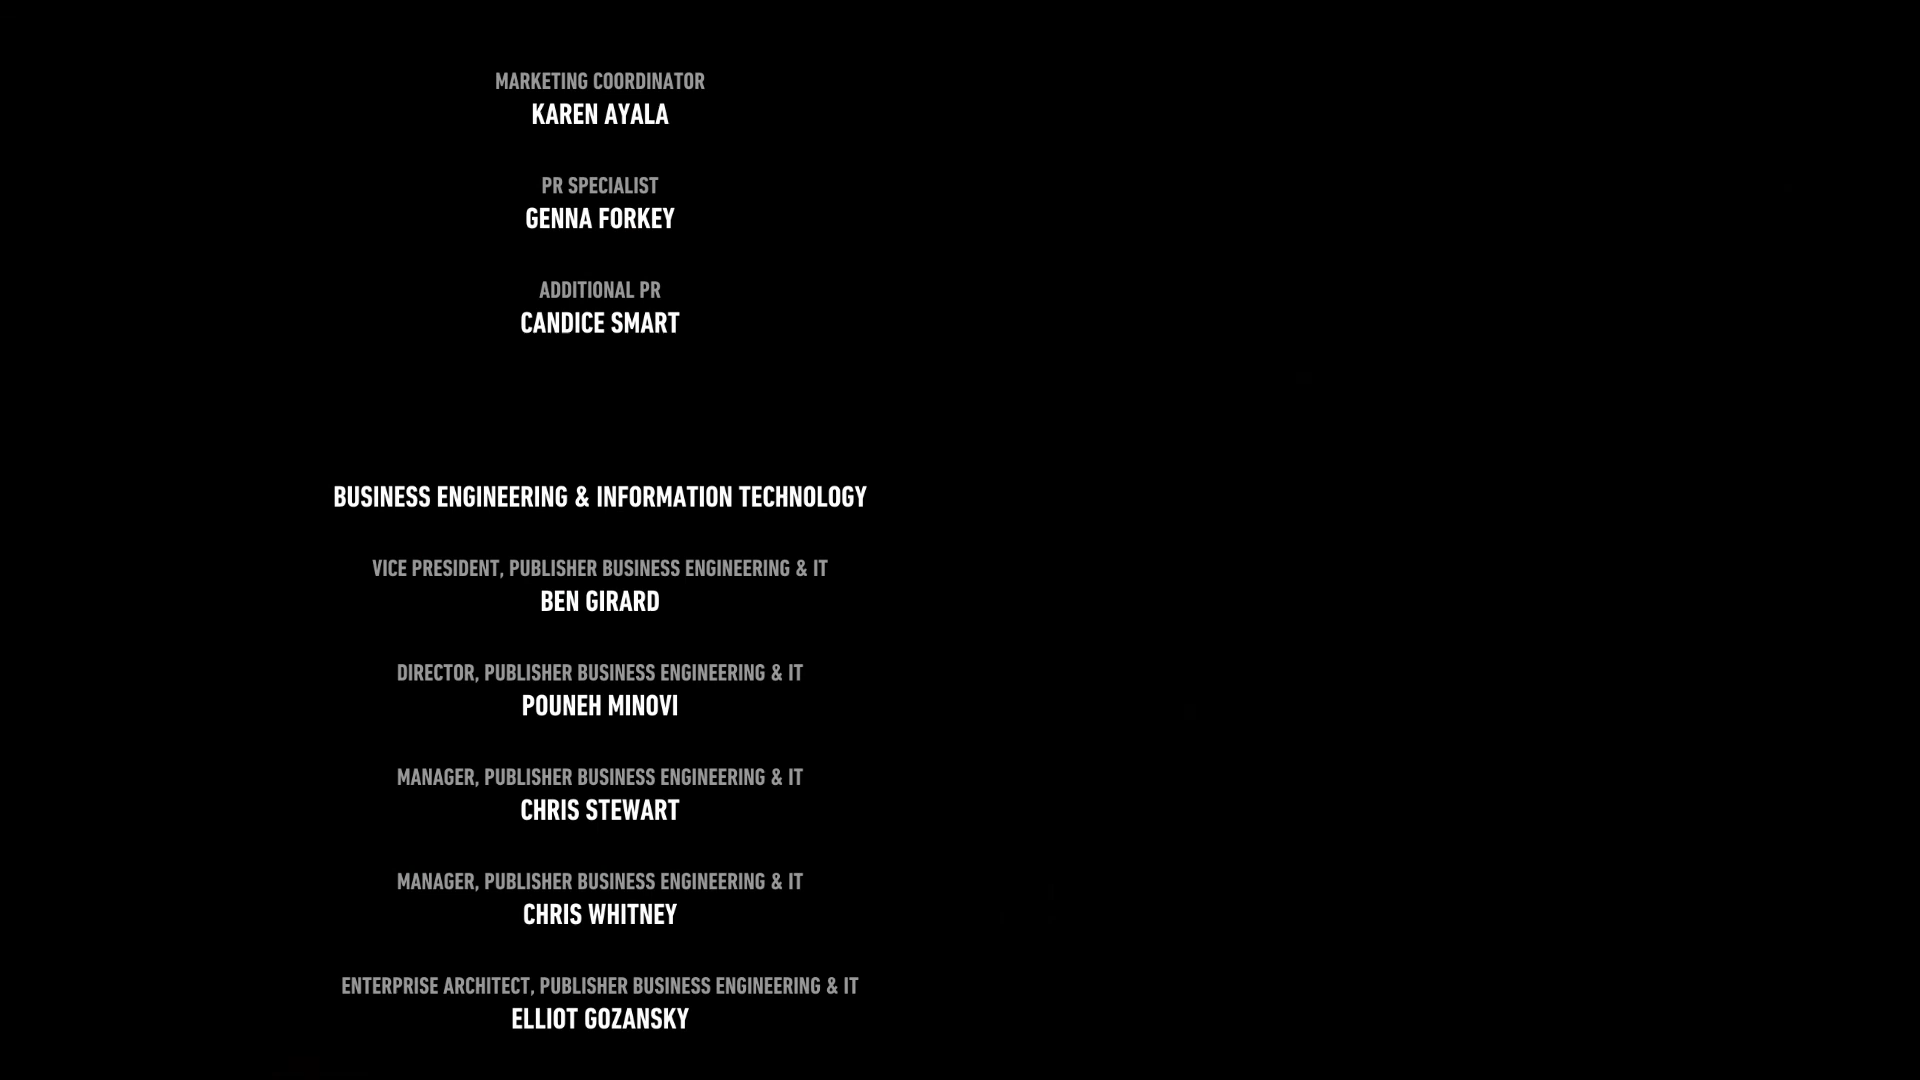 MARKETING COORDINATOR
KAREN AYALA
PR SPECIALIST
GENNA FORKEY
ADDITIONAL PR
CANDICE SMART
BUSINESS ENGINEERING & INFORMATION TECHNOLOGY
VICE PRESIDENT, PUBLISHER BUSINESS ENGINEERING & IT
BEN GIRARD
DIRECTOR, PUBLISHER BUSINESS ENGINEERING & IT
POUNEH MINOVI
MANAGER, PUBLISHER BUSINESS ENGINEERING & IT
CHRIS STEWART
MANAGER, PUBLISHER BUSINESS ENGINEERING & IT
CHRIS WHITNEY
ENTERPRISE ARCHITECT, PUBLISHER BUSINESS ENGINEERING & IT
ELLIOT GOZANSKY